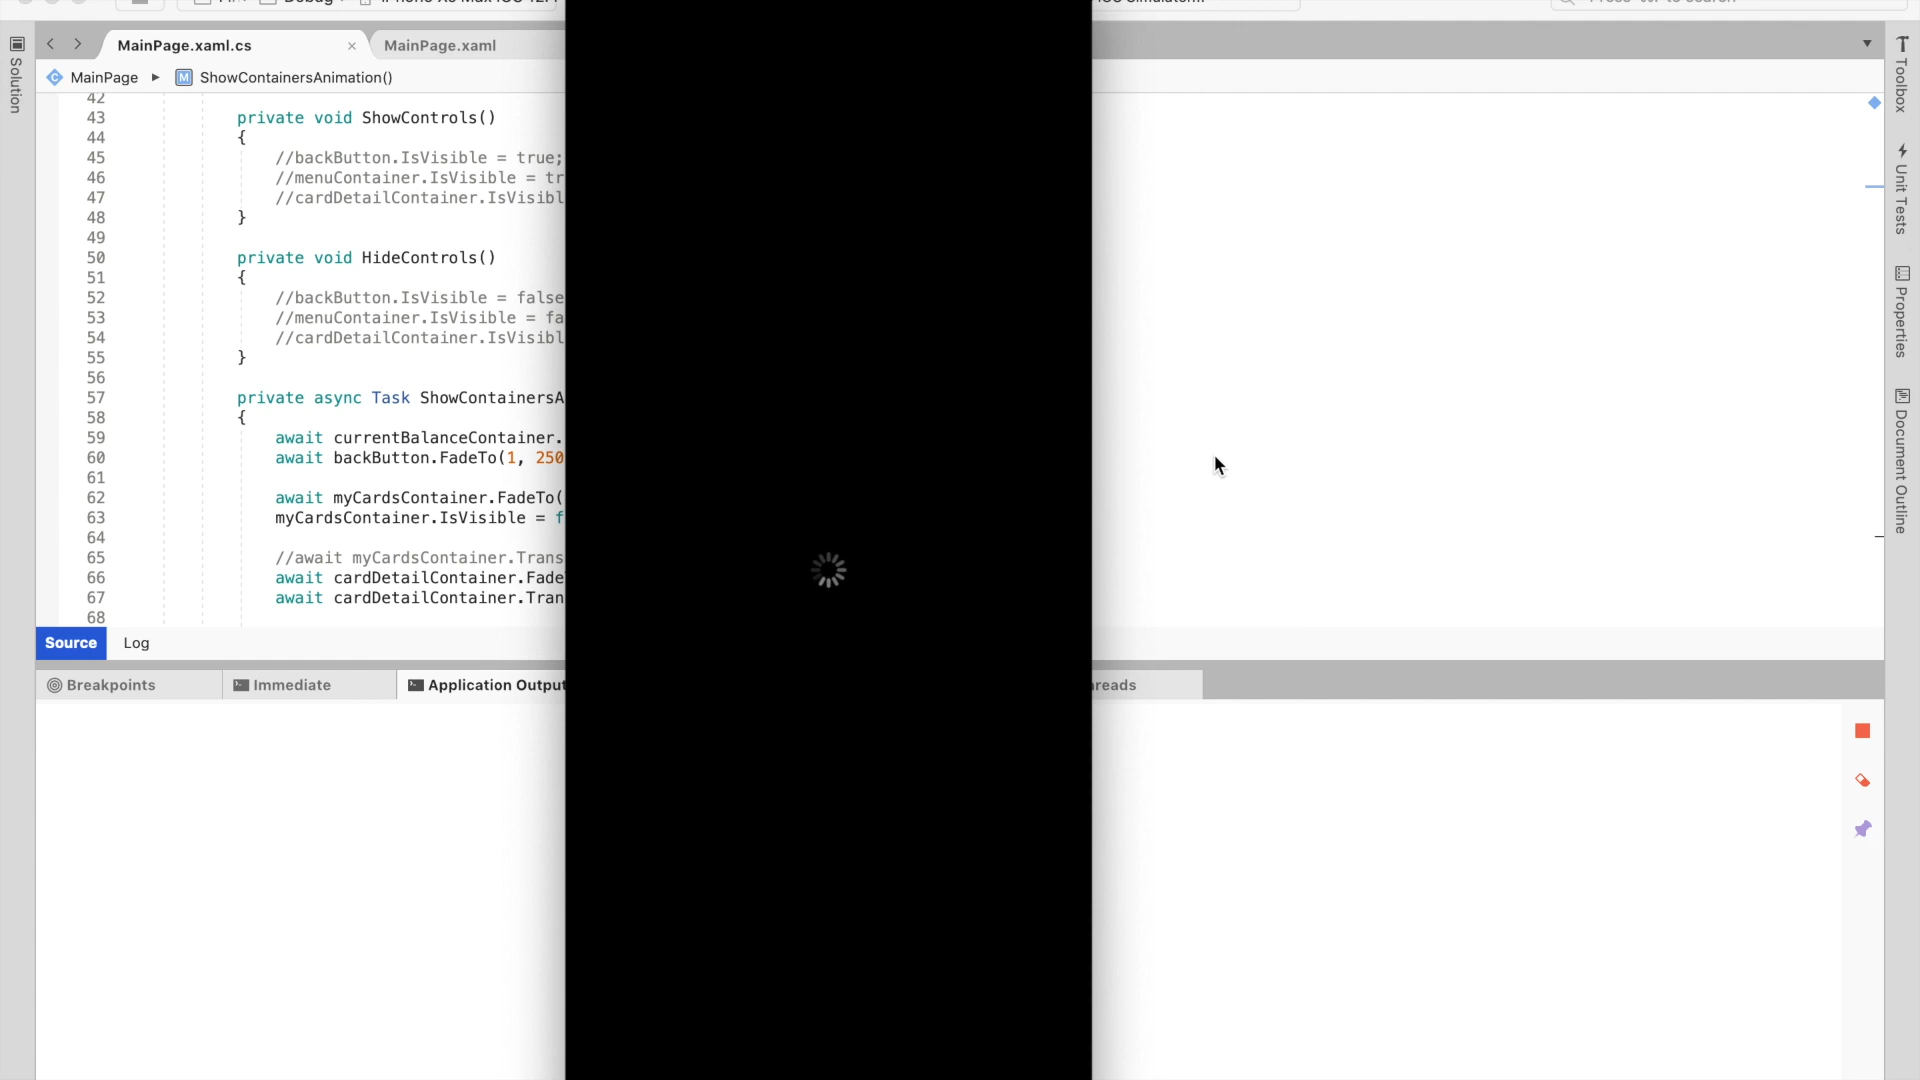 MainPage.xaml.cs
MainPage.xaml
MainPage
ShowContainersAnimation()
Solution
42
43 private void ShowControls()
44 {
45 //backButton.IsVisible = true;
46 //menuContainer.IsVisible = tr
47 //cardDetailContainer.IsVisibl
48 }
49
50 private void HideControls()
51 {
52 //backButton.IsVisible = false
53 //menuContainer.IsVisible = fa
54 //cardDetailContainer.IsVisibl
55 }
56
57 private async Task ShowContainersA
58 {
59 await currentBalanceContainer.
60 await backButton.FadeTo(1, 250
61
62 await myCardsContainer.FadeTo(
63 myCardsContainer.IsVisible = f
64
65 //await myCardsContainer.Trans
66 await cardDetailContainer.Fade
67 await cardDetailContainer.Tran
68
Source
Log
Breakpoints
Immediate
Application Output
reads
Toolbox
Unit Tests
Properties
Document Outline